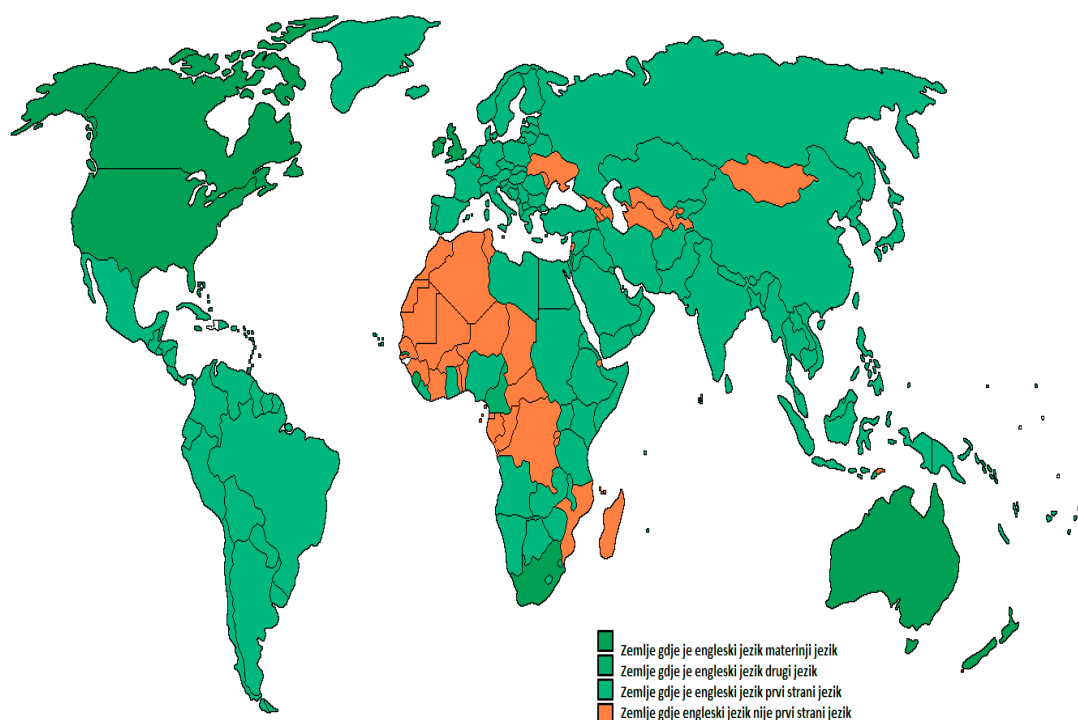 Zemlje gdje je engleski jezik materinji jezik
Zemlje gdje je engleski jezik drugi jezik
Zemlje gdje je engleski jezik prvi strani jezik
Zemlje gdje engleski jezik nije prvi strani jezik